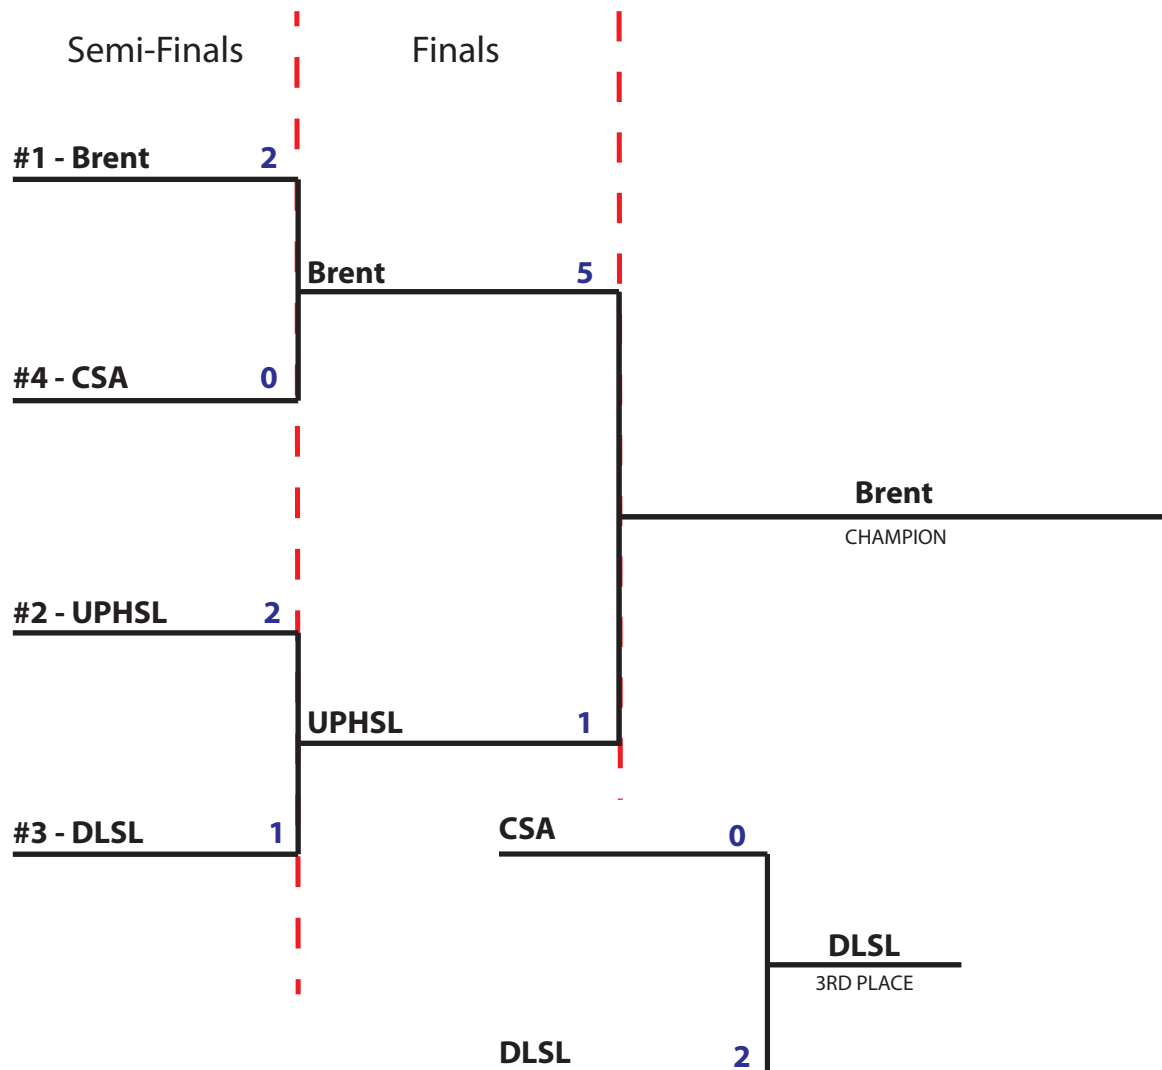 Semi-Finals Finals
#1 - Brent 2
Brent 5
#4 - CSA 0
Brent
CHAMPION
#2 - UPHSL 2
UPHSL 1
#3 - DLSL 1
CSA 0
DLSL
3RD PLACE
DLSL 2